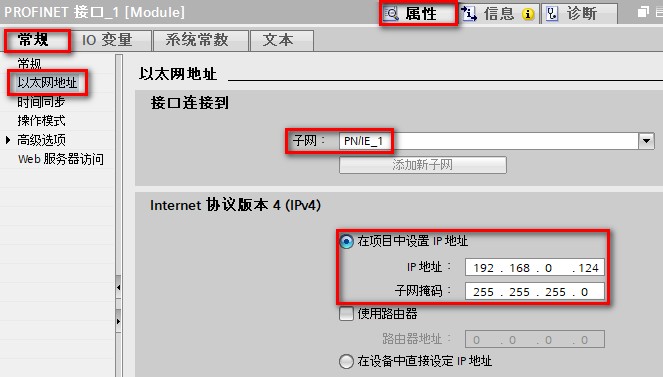 PROFINET 接口_1 [Module]
属性 信息 诊断
常规 IO 变量 系统常数 文本
常规
以太网地址
时间同步
操作模式
高级选项
Web 服务器访问
以太网地址
接口连接到
子网： PN/IE_1
添加新子网
Internet 协议版本 4 (IPv4)
在项目中设置 IP 地址
IP 地址： 192 . 168 . 0 . 124
子网掩码： 255 . 255 . 255 . 0
使用路由器
路由器地址： 0 . 0 . 0 . 0
在设备中直接设定 IP 地址